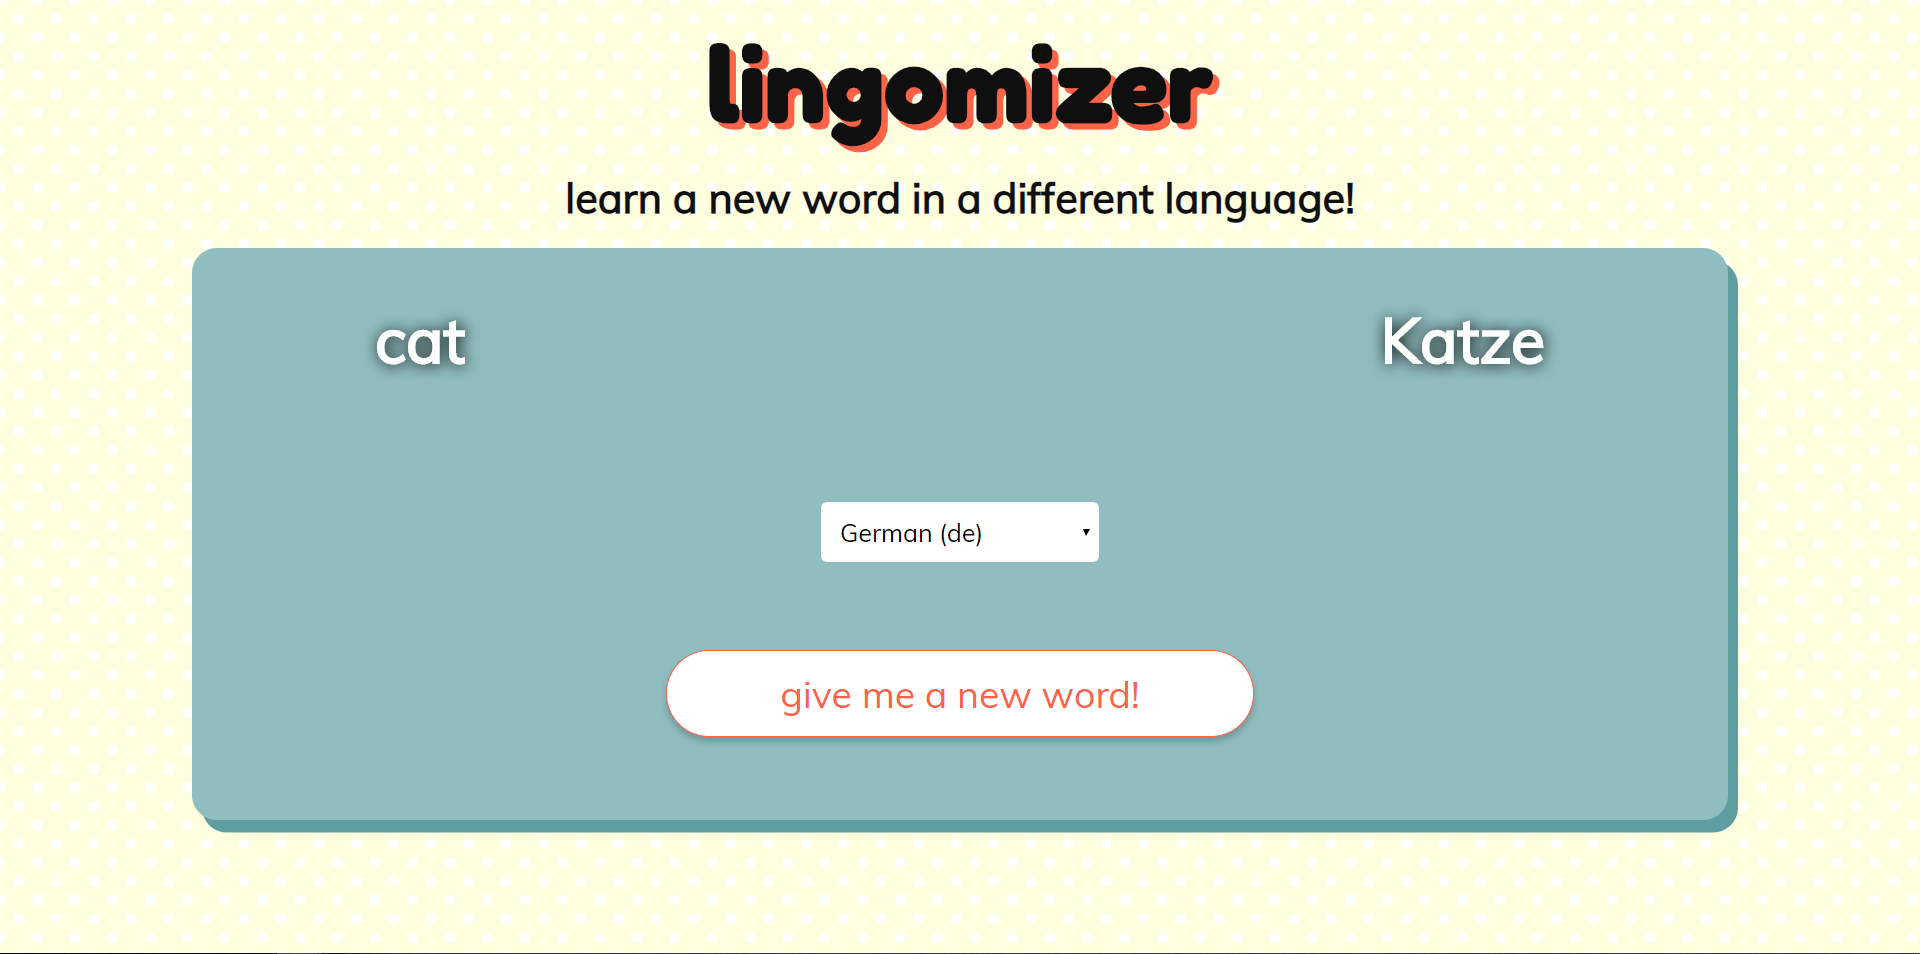 lingomizer
learn a new word in a different language!
cat
Katze
German (de)
give me a new word!